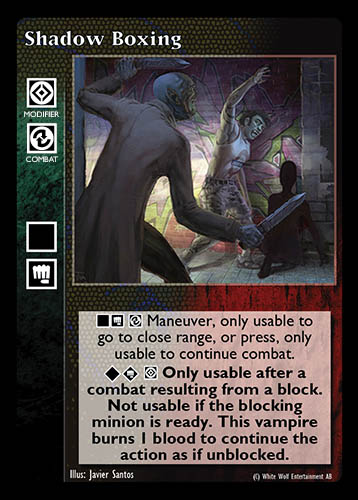 Shadow Boxing
MODIFIER
COMBAT
Maneuver, only usable to
go to close range, or press, only
usable to continue combat.
Only usable after a
combat resulting from a block.
Not usable if the blocking
minion is ready. This vampire
burns 1 blood to continue the
action as if unblocked.
Illus: Javier Santos
(C) White Wolf Entertainment AB